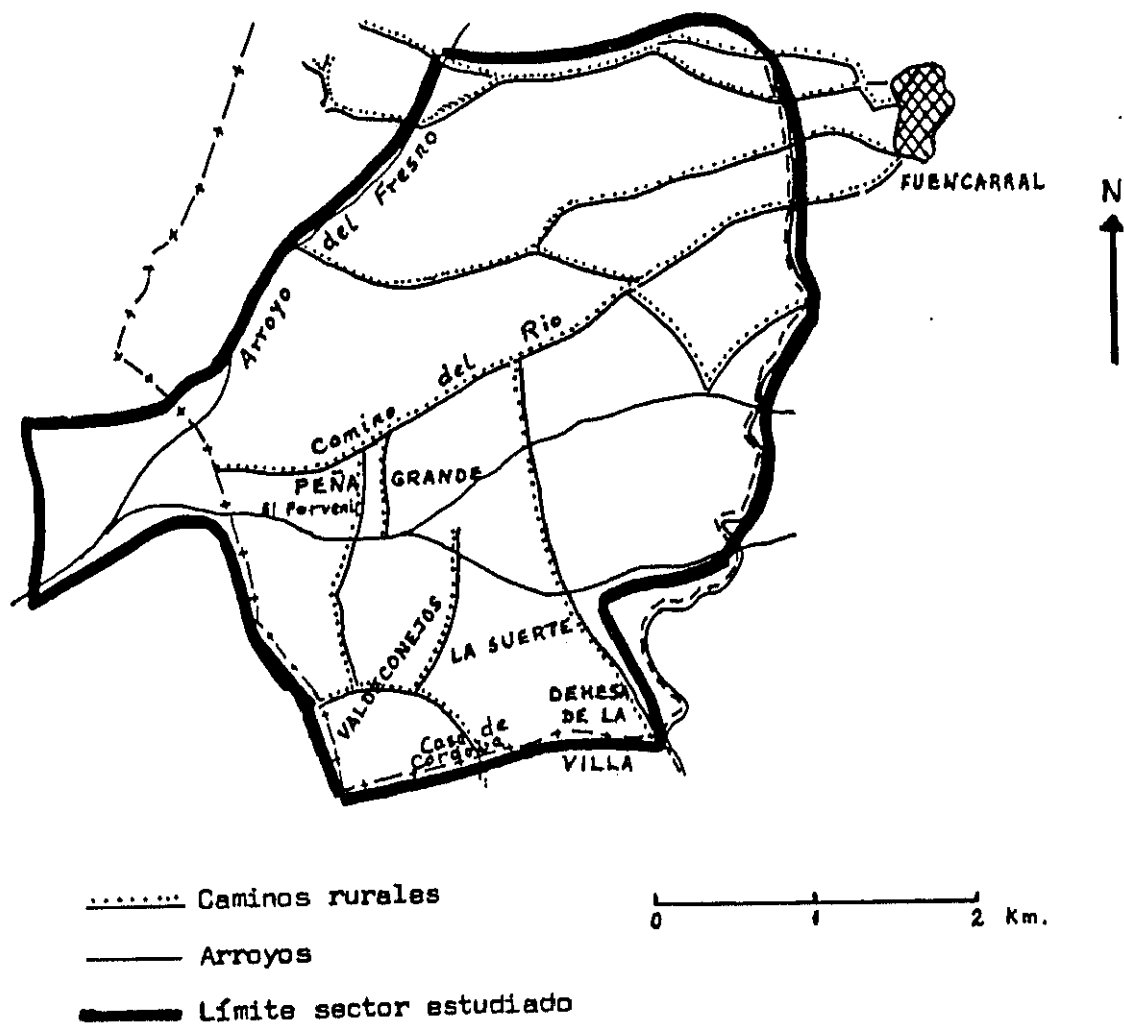 FUENCARRAL
N
Arroyo del Fresno
Camino del Rio
PEÑA GRANDE
El Porvenir
VALDECONEJOS
LA SUERTE
DEHESA
DE LA
VILLA
Casa de
Cordova
Caminos rurales
0 1 2 Km.
Arroyos
Límite sector estudiado